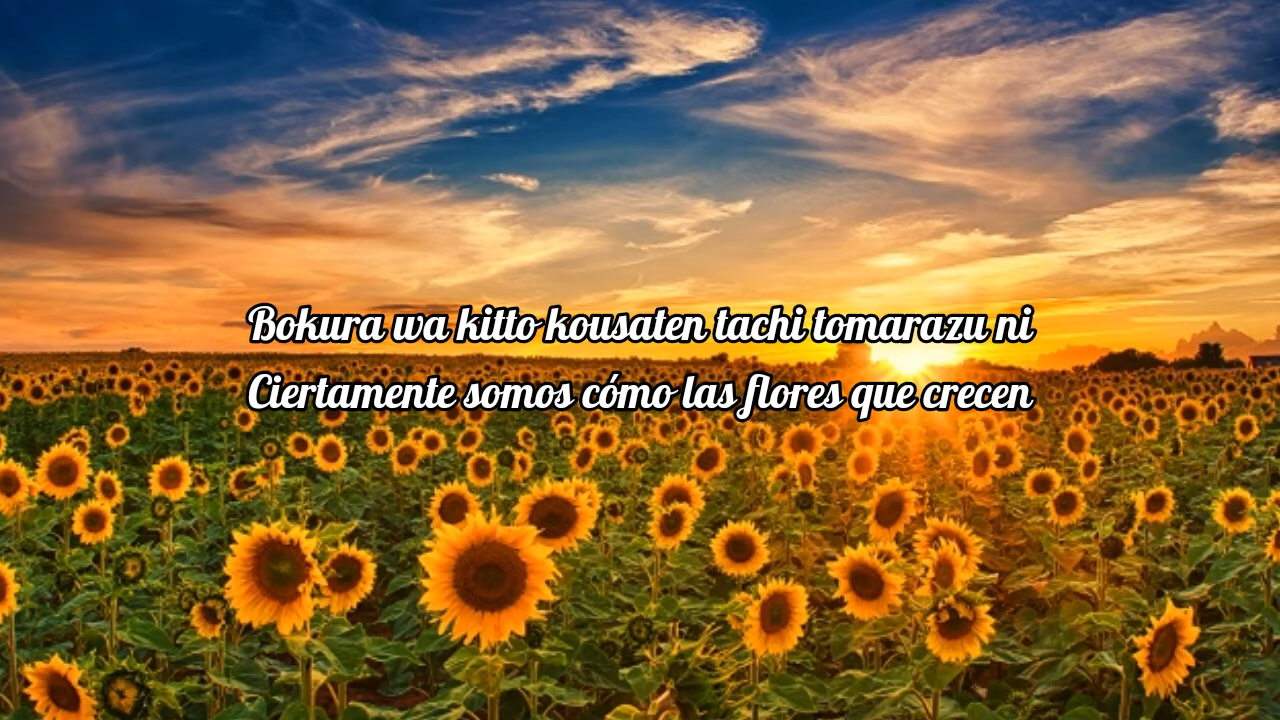 Bokura wa kitto kousaten tachi tomarazu ni
Ciertamente somos cómo las flores que crecen